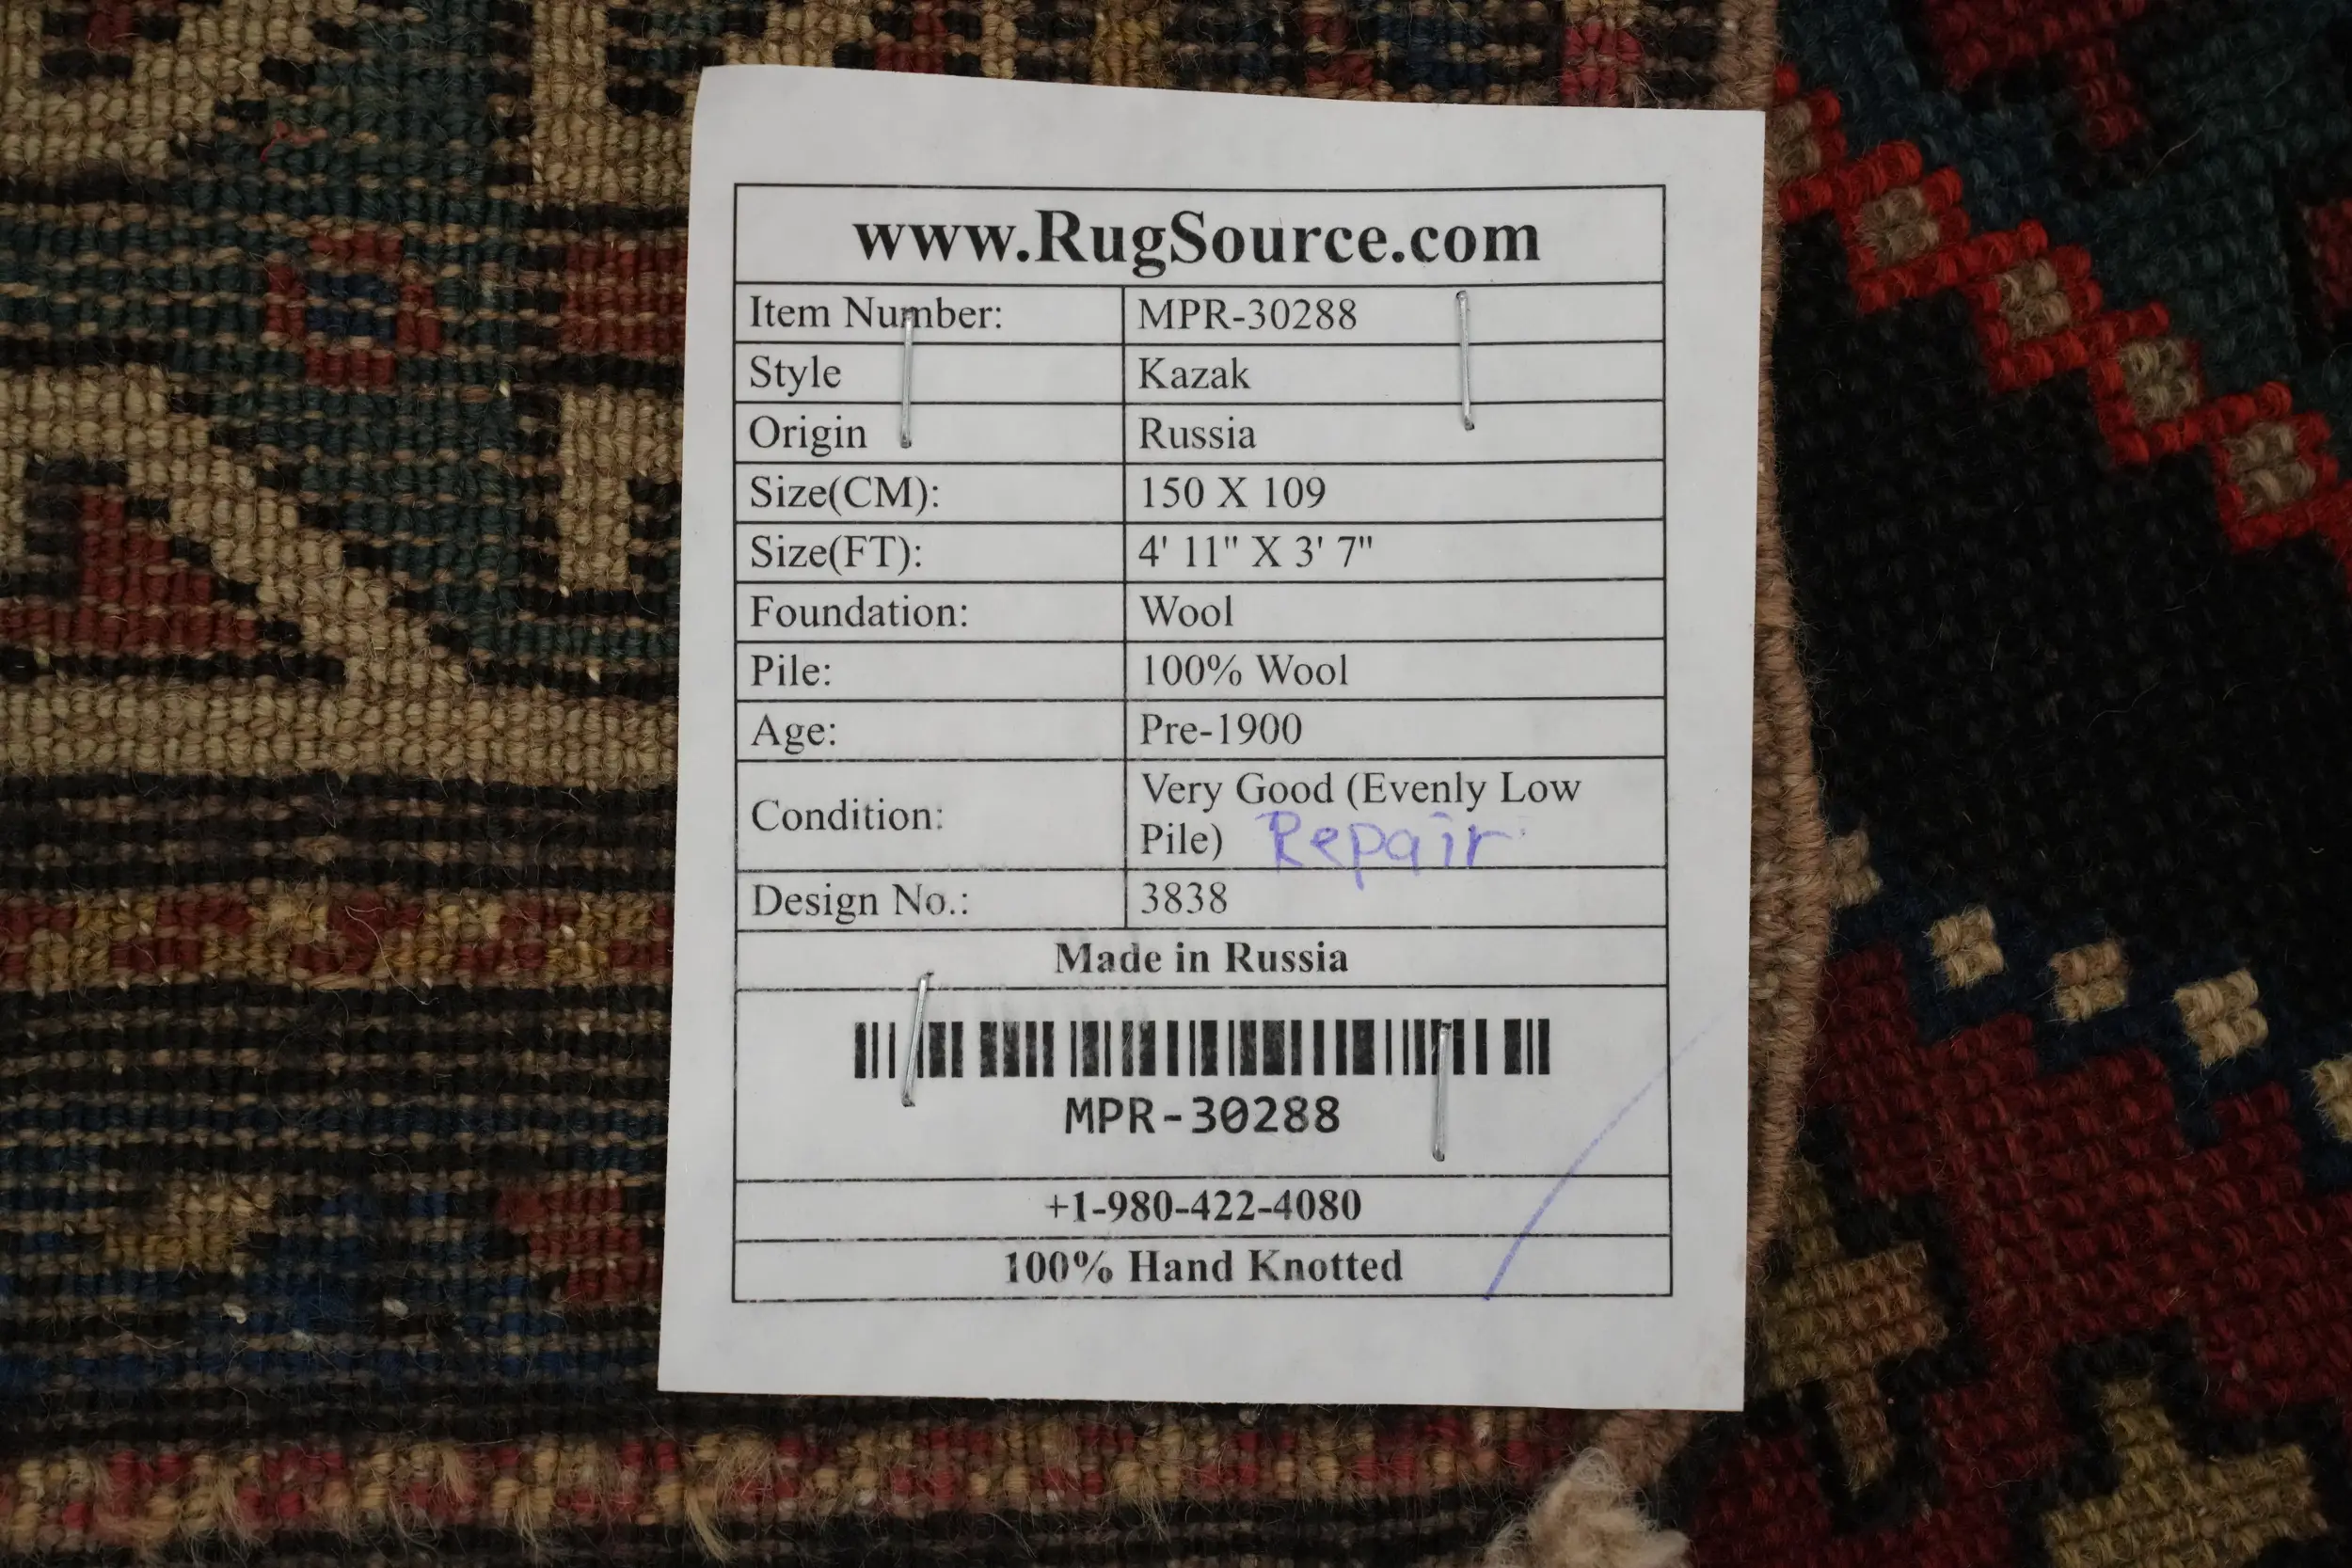 www.RugSource.com
Item Number: MPR-30288
Style Kazak
Origin Russia
Size(CM): 150 X 109
Size(FT): 4' 11" X 3' 7"
Foundation: Wool
Pile: 100% Wool
Age: Pre-1900
Condition: Very Good (Evenly Low
Pile) Repair
Design No.: 3838
Made in Russia
MPR-30288
+1-980-422-4080
100% Hand Knotted